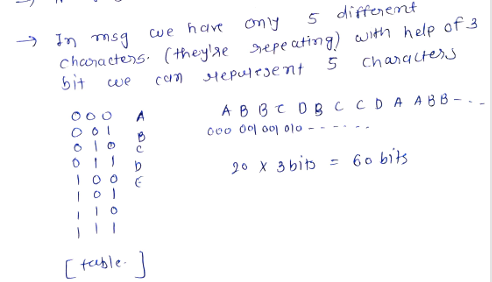 → In msg we have only 5 different
characters. (they're repeating) with help of 3
bit we can repuresent 5 characters
000 A
001 B
010 C
011 D
100 E
101
110
111
[table.]
A B B C D B C C D A A B B - - .
000 001 001 010 - - - - - .
20 X 3 bits = 60 bits